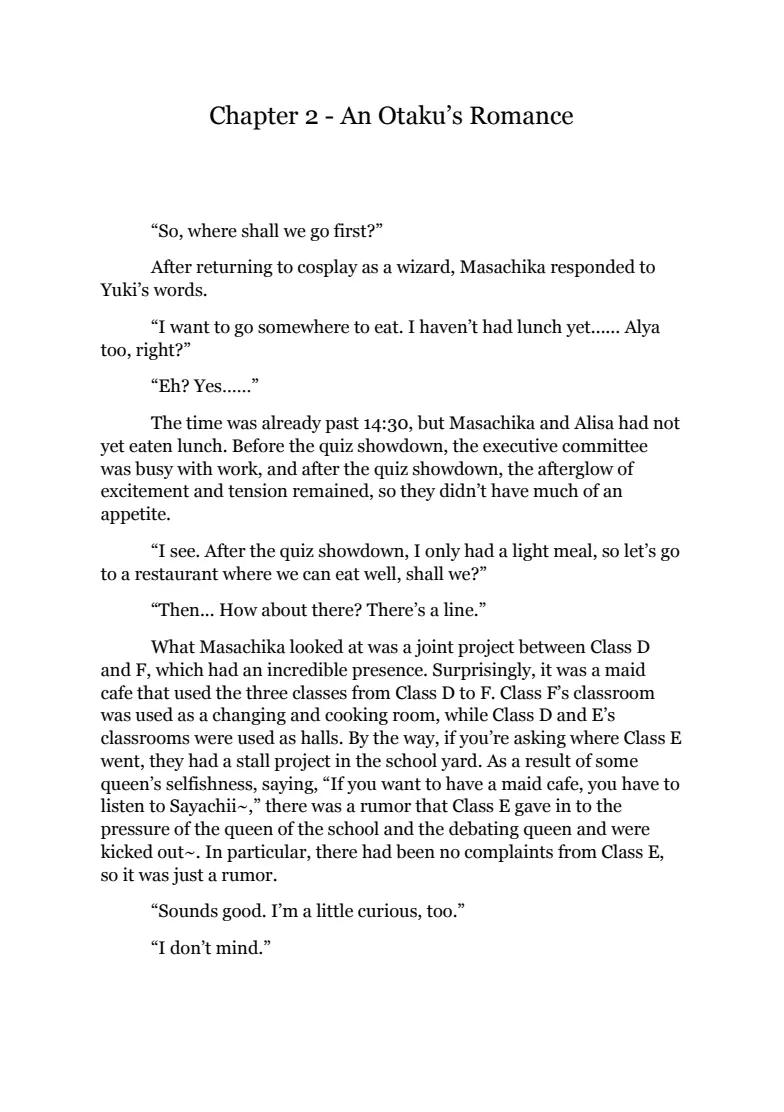 Chapter 2 - An Otaku’s Romance
“So, where shall we go first?”
After returning to cosplay as a wizard, Masachika responded to
Yuki’s words.
“I want to go somewhere to eat. I haven’t had lunch yet...... Alya
too, right?”
“Eh? Yes......”
The time was already past 14:30, but Masachika and Alisa had not
yet eaten lunch. Before the quiz showdown, the executive committee
was busy with work, and after the quiz showdown, the afterglow of
excitement and tension remained, so they didn’t have much of an
appetite.
“I see. After the quiz showdown, I only had a light meal, so let’s go
to a restaurant where we can eat well, shall we?”
“Then... How about there? There’s a line.”
What Masachika looked at was a joint project between Class D
and F, which had an incredible presence. Surprisingly, it was a maid
cafe that used the three classes from Class D to F. Class F’s classroom
was used as a changing and cooking room, while Class D and E’s
classrooms were used as halls. By the way, if you’re asking where Class E
went, they had a stall project in the school yard. As a result of some
queen’s selfishness, saying, “If you want to have a maid cafe, you have to
listen to Sayachii~,” there was a rumor that Class E gave in to the
pressure of the queen of the school and the debating queen and were
kicked out~. In particular, there had been no complaints from Class E,
so it was just a rumor.
“Sounds good. I’m a little curious, too.”
“I don’t mind.”